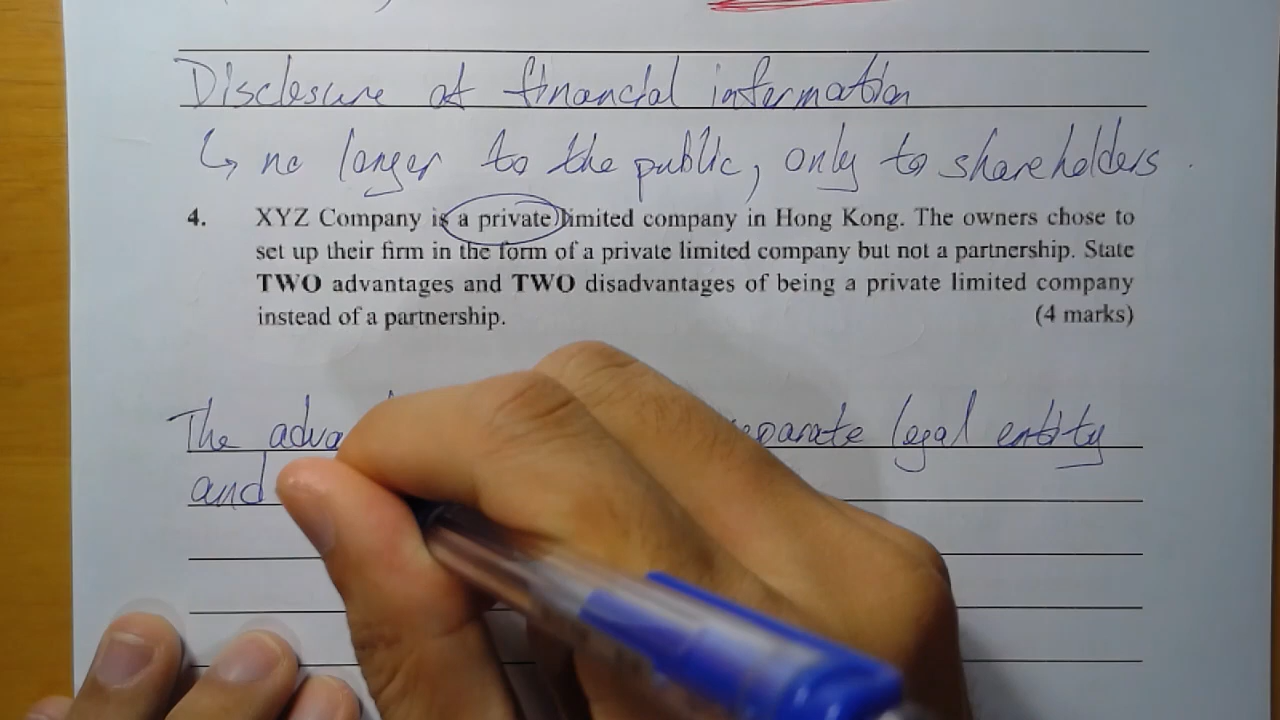 Disclosure of financial information
↳ no longer to the public, only to shareholders.
4. XYZ Company is a private limited company in Hong Kong. The owners chose to
set up their firm in the form of a private limited company but not a partnership. State
TWO advantages and TWO disadvantages of being a private limited company
instead of a partnership. (4 marks)
The legal entity
and